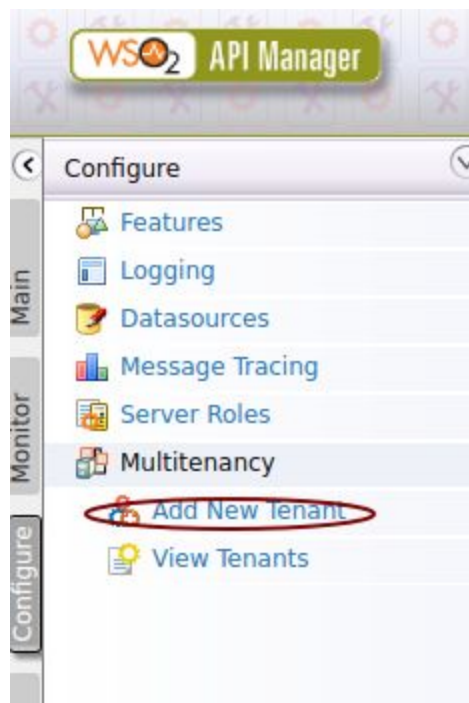 WSO2 API Manager
Configure
Main
Monitor
Configure
Features
Logging
Datasources
Message Tracing
Server Roles
Multitenancy
Add New Tenant
View Tenants